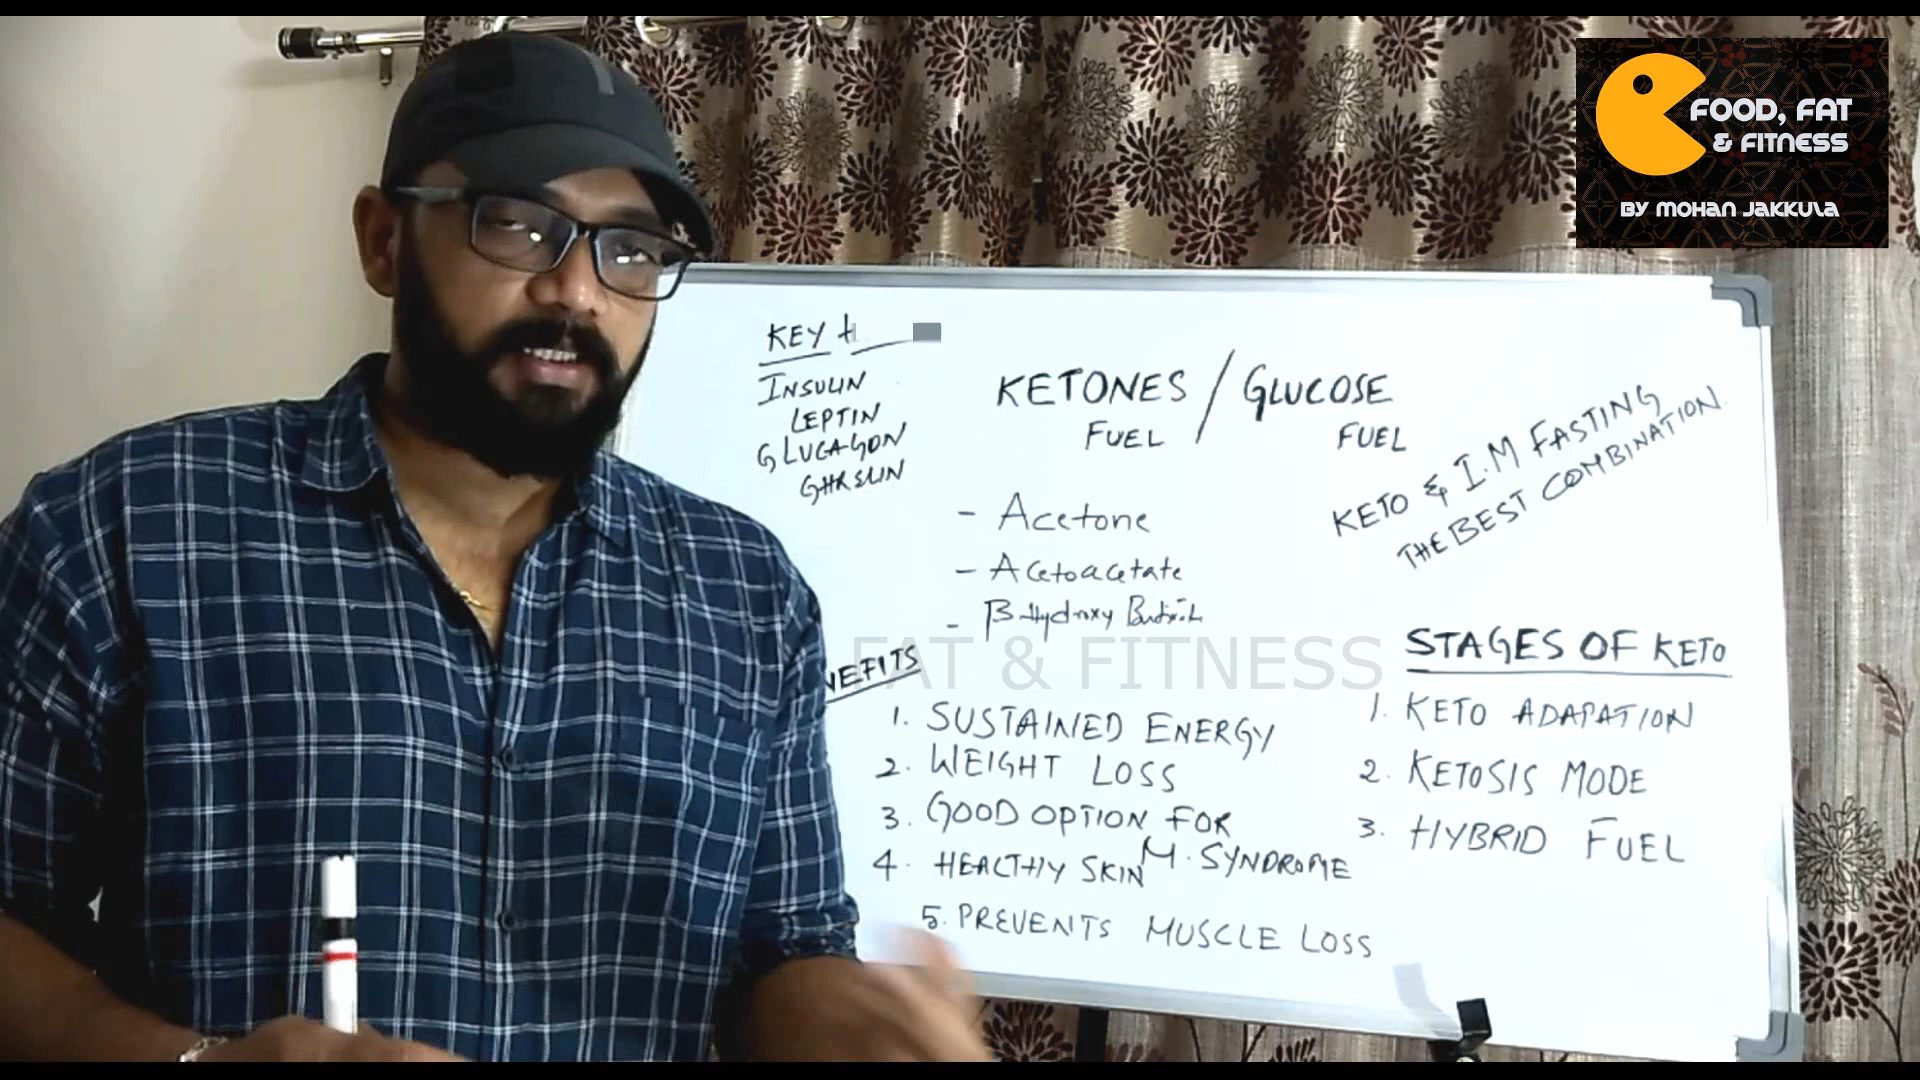 FOOD, FAT
& FITNESS
BY MOHAN JAKKULA
KEY
INSULIN
LEPTIN
GLUCAGON
GHRELIN
KETONES / GLUCOSE
FUEL FUEL
- Acetone
- Acetoacetate
- B-Hydroxy
KETO & I.M FASTING
THE BEST COMBINATION.
FAT & FITNESS
NEFITS
1. SUSTAINED ENERGY
2. WEIGHT LOSS
3. GOOD OPTION FOR
M. SYNDROME
4. HEALTHY SKIN
5. PREVENTS MUSCLE LOSS
STAGES OF KETO
1. KETO ADAPATION
2. KETOSIS MODE
3. HYBRID FUEL